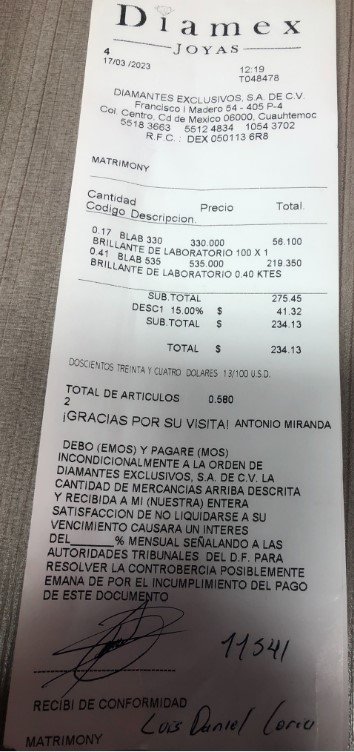 Diamex
JOYAS
4
17/03 /2023
12:19
T048478
DIAMANTES EXCLUSIVOS, S.A. DE C.V.
Francisco I Madero 54 - 405 P-4
Col. Centro, Cd de Mexico 06000, Cuauhtemoc
5518 3663 5512 4834 1054 3702
R.F.C.: DEX 050113 6R8
MATRIMONY
Cantidad Precio Total.
Codigo Descripcion.
0.17 BLAB 330 330.000 56.100
BRILLANTE DE LABORATORIO 100 X 1
0.41 BLAB 535 535.000 219.350
BRILLANTE DE LABORATORIO 0.40 KTES
SUB.TOTAL 275.45
DESC1 15.00% $ 41.32
SUB.TOTAL $ 234.13
TOTAL $ 234.13
DOSCIENTOS TREINTA Y CUATRO DOLARES 13/100 U.S.D.
TOTAL DE ARTICULOS 0.580
2
¡GRACIAS POR SU VISITA! ANTONIO MIRANDA
DEBO (EMOS) Y PAGARE (MOS)
INCONDICIONALMENTE A LA ORDEN DE
DIAMANTES EXCLUSIVOS, S.A. DE C.V. LA
CANTIDAD DE MERCANCIAS ARRIBA DESCRITA
Y RECIBIDA A MI (NUESTRA) ENTERA
SATISFACCION DE NO LIQUIDARSE A SU
VENCIMIENTO CAUSARA UN INTERES
DEL______% MENSUAL SEÑALANDO A LAS
AUTORIDADES TRIBUNALES DEL D.F. PARA
RESOLVER LA CONTROBERCIA POSIBLEMENTE
EMANA DE POR EL INCUMPLIMIENTO DEL PAGO
DE ESTE DOCUMENTO
11541
RECIBI DE CONFORMIDAD
Luis Daniel
MATRIMONY